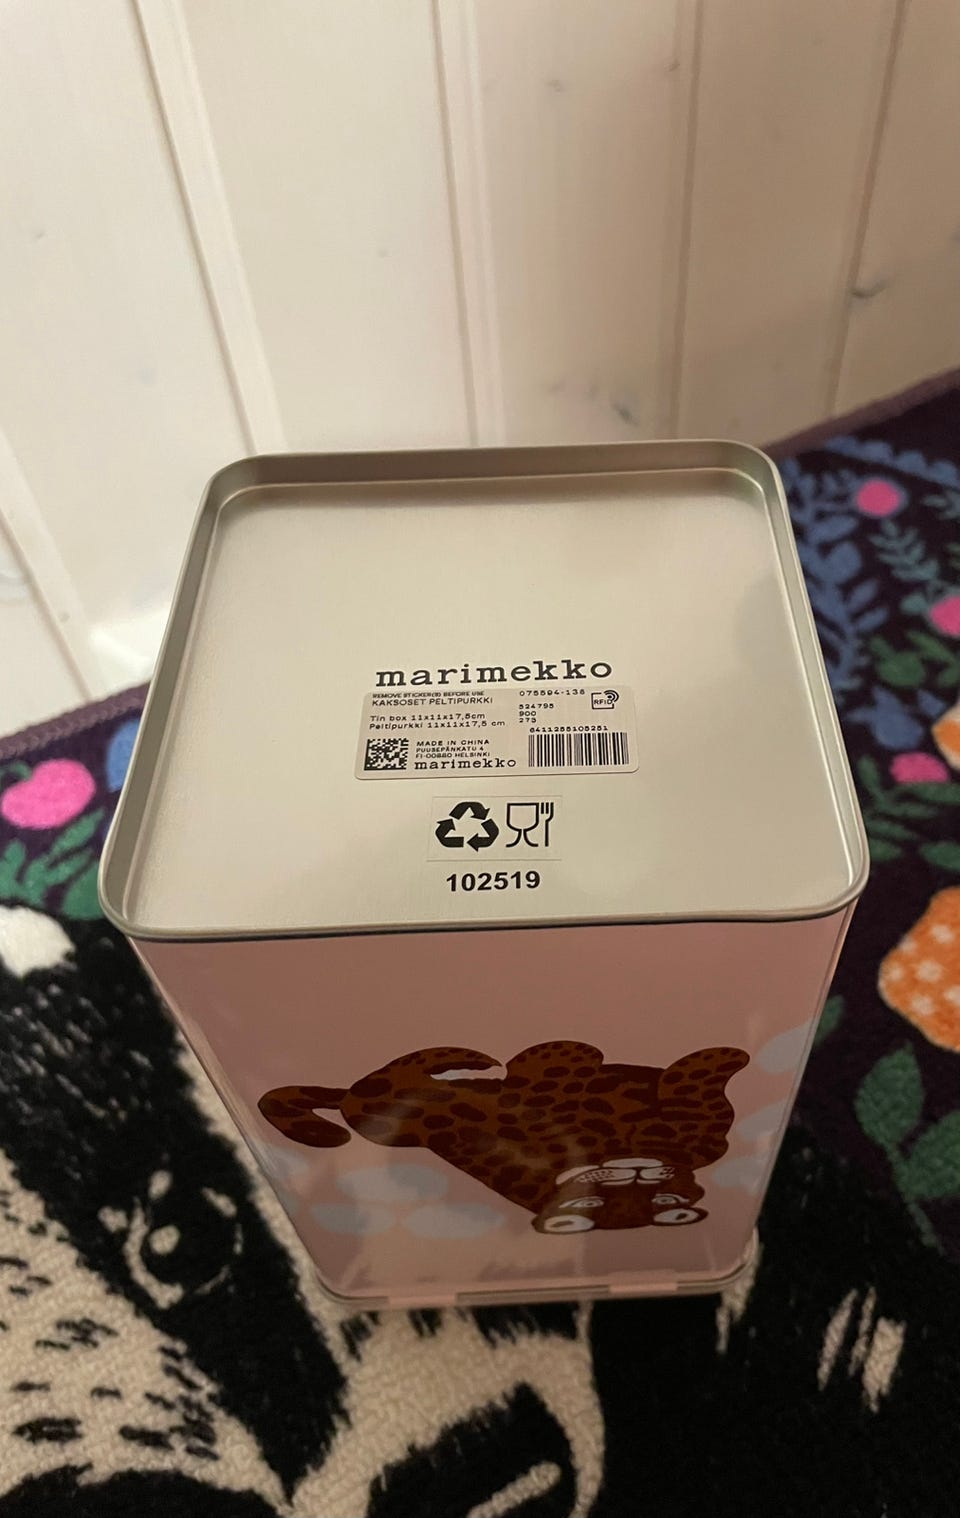 marimekko
REMOVE STICKER(S) BEFORE USE
KAKSOSET PELTIPURKKI
075594-138
RFID
524795
900
273
Tin box 11x11x17,5cm
Peltipurkki 11x11x17,5 cm
6411255105251
MADE IN CHINA
PUUSEPÄNKATU 4
FI-00880 HELSINKI
marimekko
102519